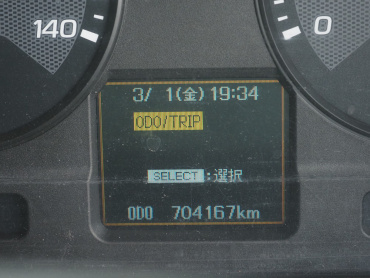 140
0
3/ 1(金) 19:34
ODO/TRIP
SELECT :選択
ODO 704167km